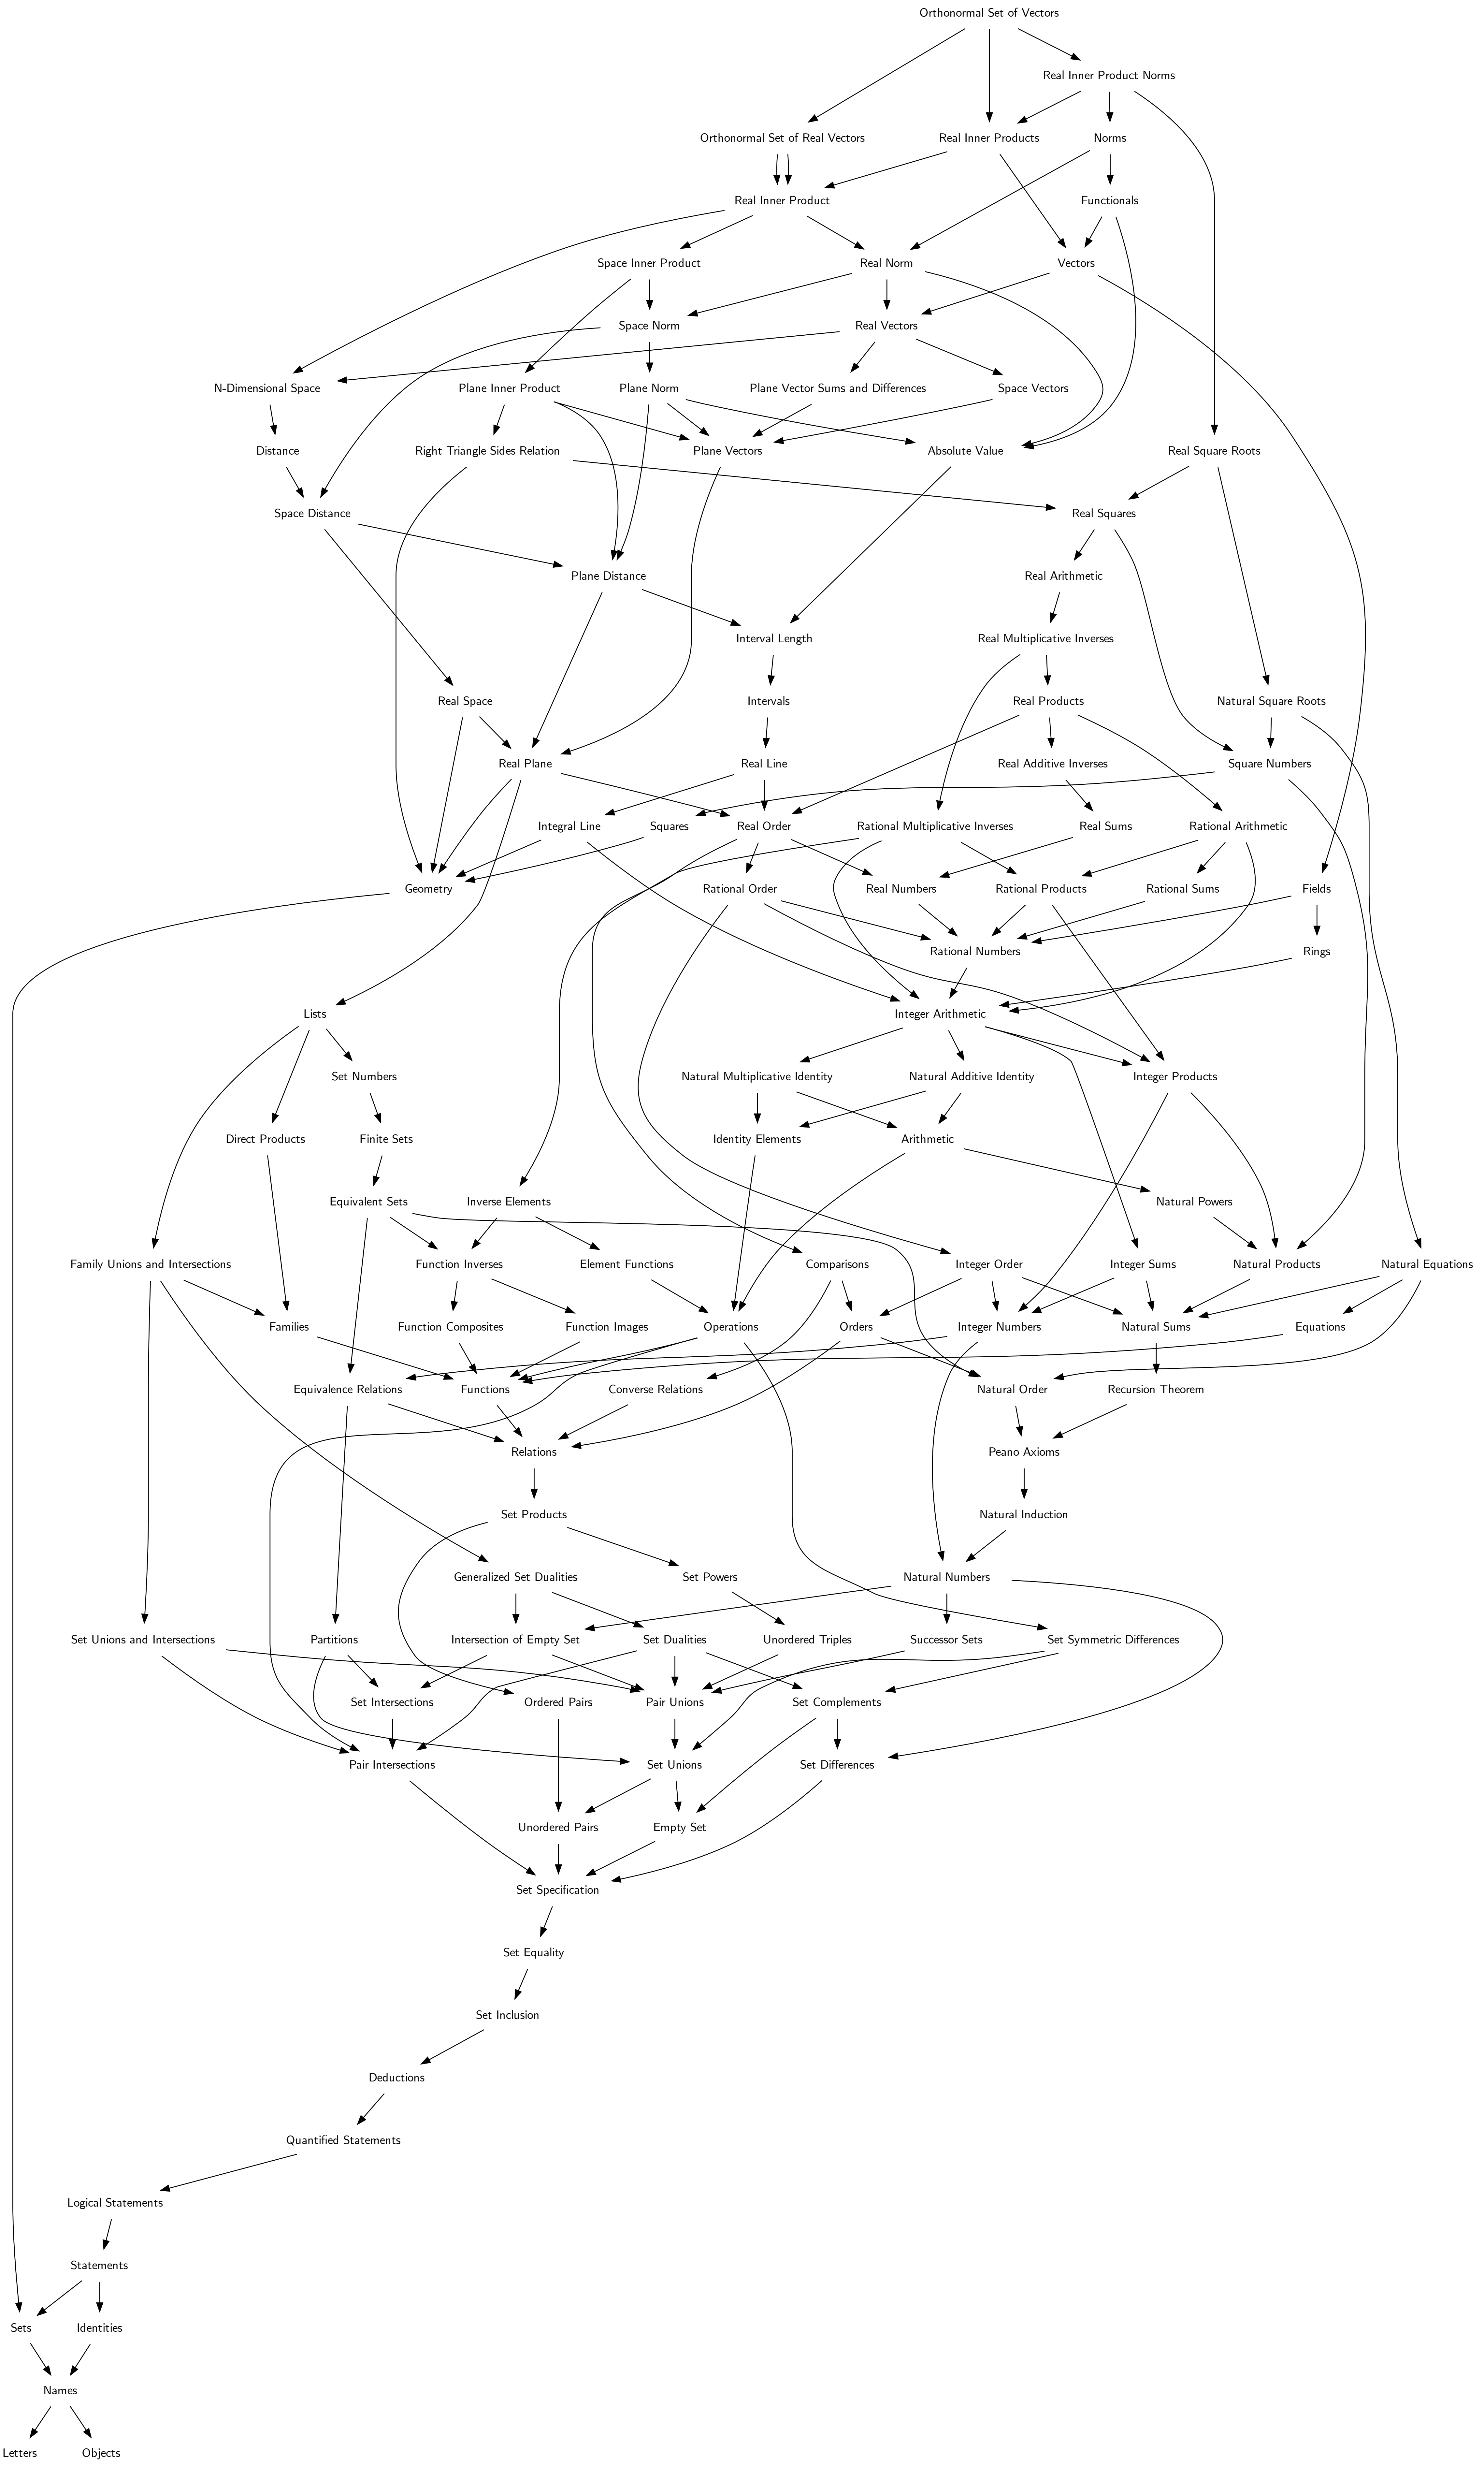 Orthonormal Set of Vectors
Real Inner Product Norms
Orthonormal Set of Real Vectors
Real Inner Products
Norms
Real Inner Product
Functionals
Space Inner Product
Real Norm
Vectors
Space Norm
Real Vectors
N-Dimensional Space
Plane Inner Product
Plane Norm
Plane Vector Sums and Differences
Space Vectors
Distance
Right Triangle Sides Relation
Plane Vectors
Absolute Value
Real Square Roots
Space Distance
Real Squares
Plane Distance
Real Arithmetic
Interval Length
Real Multiplicative Inverses
Real Space
Intervals
Real Products
Natural Square Roots
Real Plane
Real Line
Real Additive Inverses
Square Numbers
Integral Line
Squares
Real Order
Rational Multiplicative Inverses
Real Sums
Rational Arithmetic
Geometry
Rational Order
Real Numbers
Rational Products
Rational Sums
Fields
Rational Numbers
Rings
Lists
Integer Arithmetic
Set Numbers
Natural Multiplicative Identity
Natural Additive Identity
Integer Products
Direct Products
Finite Sets
Identity Elements
Arithmetic
Equivalent Sets
Inverse Elements
Natural Powers
Family Unions and Intersections
Function Inverses
Element Functions
Comparisons
Integer Order
Integer Sums
Natural Products
Natural Equations
Families
Function Composites
Function Images
Operations
Orders
Integer Numbers
Natural Sums
Equations
Equivalence Relations
Functions
Converse Relations
Natural Order
Recursion Theorem
Relations
Peano Axioms
Set Products
Natural Induction
Generalized Set Dualities
Set Powers
Natural Numbers
Set Unions and Intersections
Partitions
Intersection of Empty Set
Set Dualities
Unordered Triples
Successor Sets
Set Symmetric Differences
Set Intersections
Ordered Pairs
Pair Unions
Set Complements
Pair Intersections
Set Unions
Set Differences
Unordered Pairs
Empty Set
Set Specification
Set Equality
Set Inclusion
Deductions
Quantified Statements
Logical Statements
Statements
Sets
Identities
Names
Letters
Objects